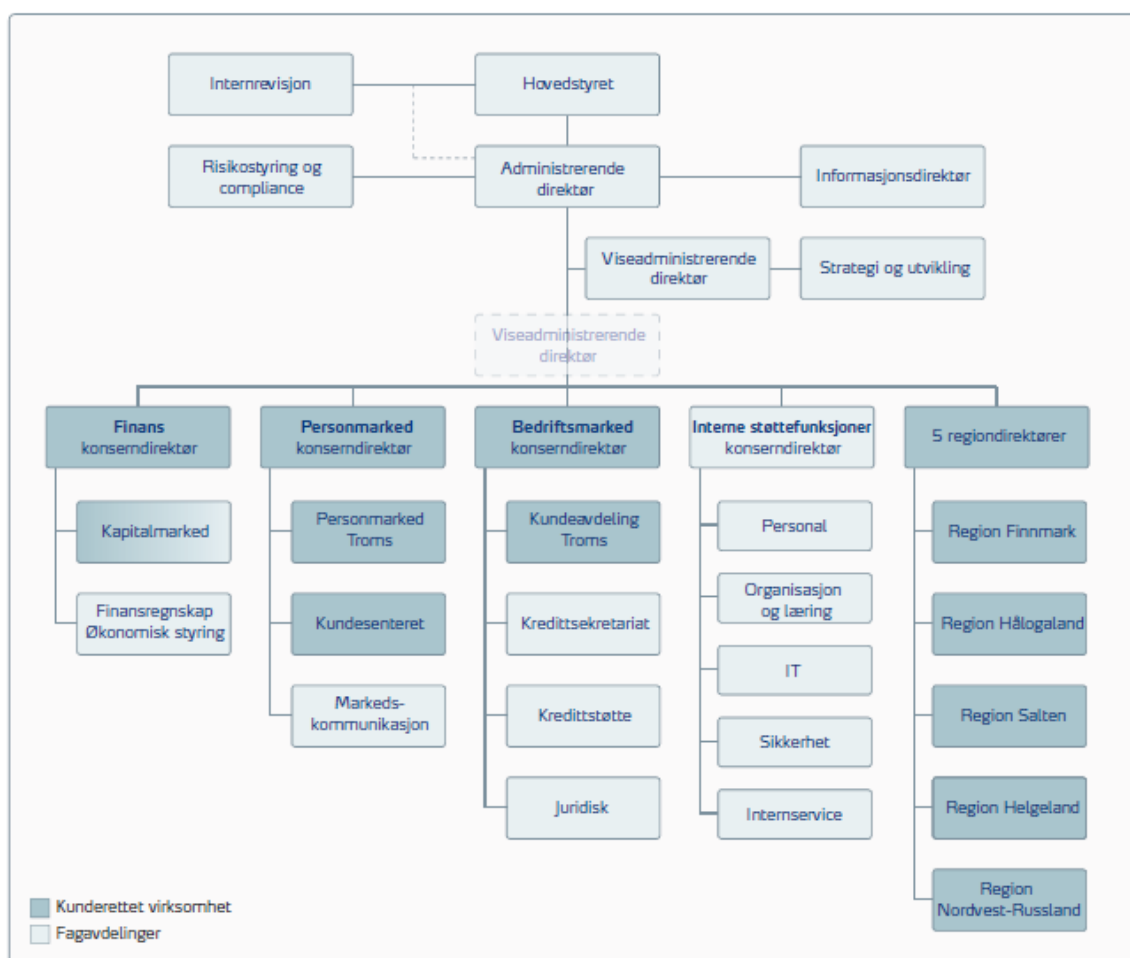 Internrevisjon
Hovedstyret
Risikostyring og
compliance
Administrerende
direktør
Informasjonsdirektør
Viseadministrerende
direktør
Strategi og utvikling
Viseadministrerende
direktør
Finans
konserndirektør
Personmarked
konserndirektør
Bedriftsmarked
konserndirektør
Interne støttefunksjoner
konserndirektør
5 regiondirektører
Kapitalmarked
Finansregnskap
Økonomisk styring
Personmarked
Troms
Kundesenteret
Markeds-
kommunikasjon
Kundeavdeling
Troms
Kredittsekretariat
Kredittstøtte
Juridisk
Personal
Organisasjon
og læring
IT
Sikkerhet
Internservice
Region Finnmark
Region Hålogaland
Region Salten
Region Helgeland
Region
Nordvest-Russland
Kunderettet virksomhet
Fagavdelinger